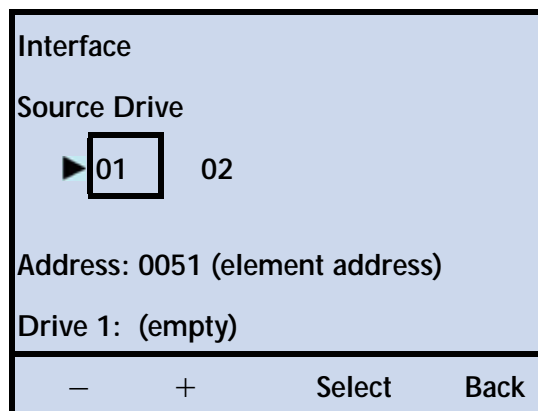 Interface
Source Drive
▶01 02
Address: 0051 (element address)
Drive 1: (empty)
− + Select Back